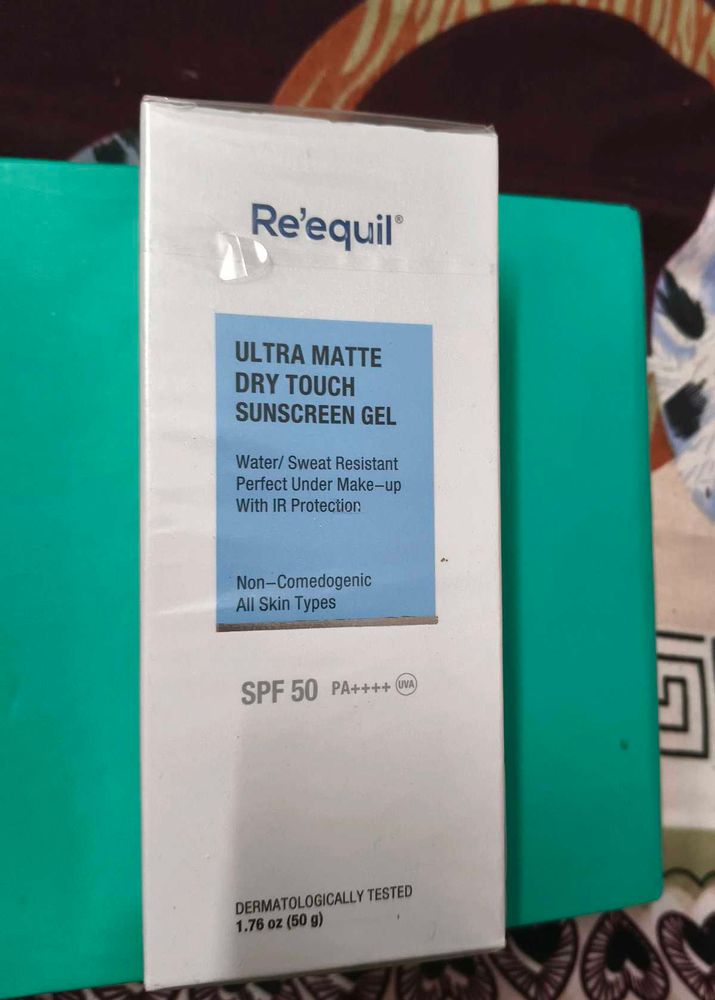 Re'equil®
ULTRA MATTE
DRY TOUCH
SUNSCREEN GEL
Water/ Sweat Resistant
Perfect Under Make–up
With IR Protection
Non–Comedogenic
All Skin Types
SPF 50 PA++++ UVA
DERMATOLOGICALLY TESTED
1.76 oz (50 g)